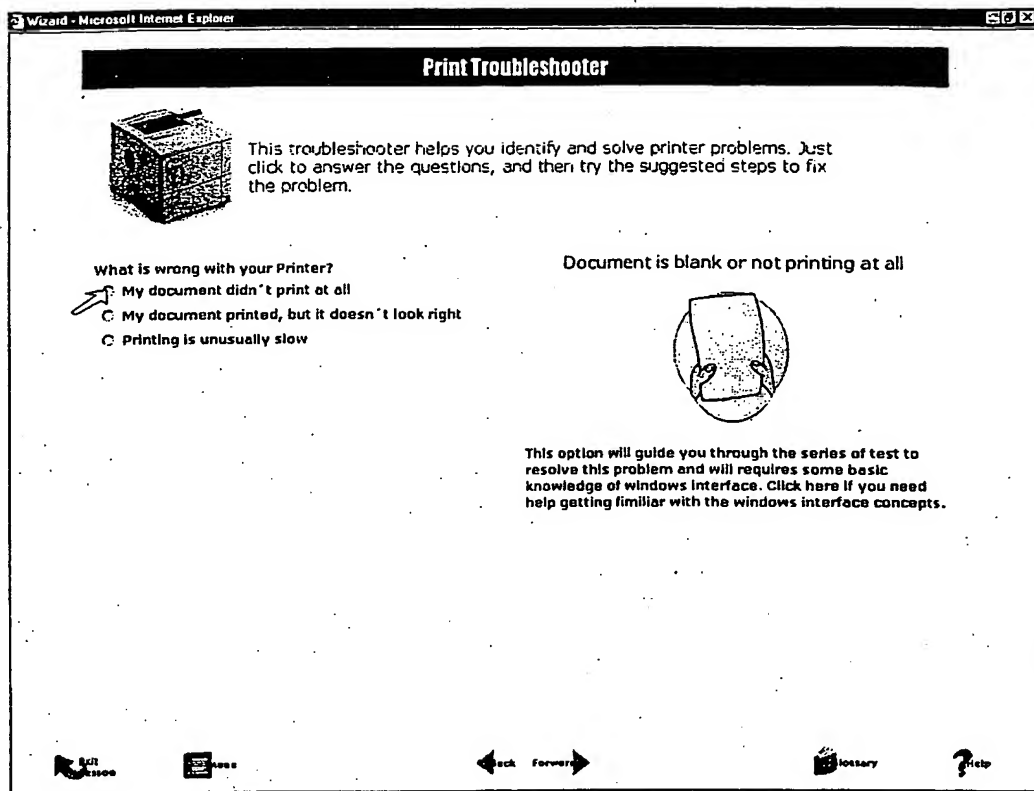 Wizard - Microsoft Internet Explorer
Print Troubleshooter
This troubleshooter helps you identify and solve printer problems. Just
click to answer the questions, and then try the suggested steps to fix
the problem.
What is wrong with your Printer?
My document didn't print at all
My document printed, but it doesn't look right
Printing is unusually slow
Document is blank or not printing at all
This option will guide you through the series of test to
resolve this problem and will requires some basic
knowledge of windows interface. Click here if you need
help getting fimiliar with the windows interface concepts.
Exit
Lesson
Back Forward
Glossary
Help